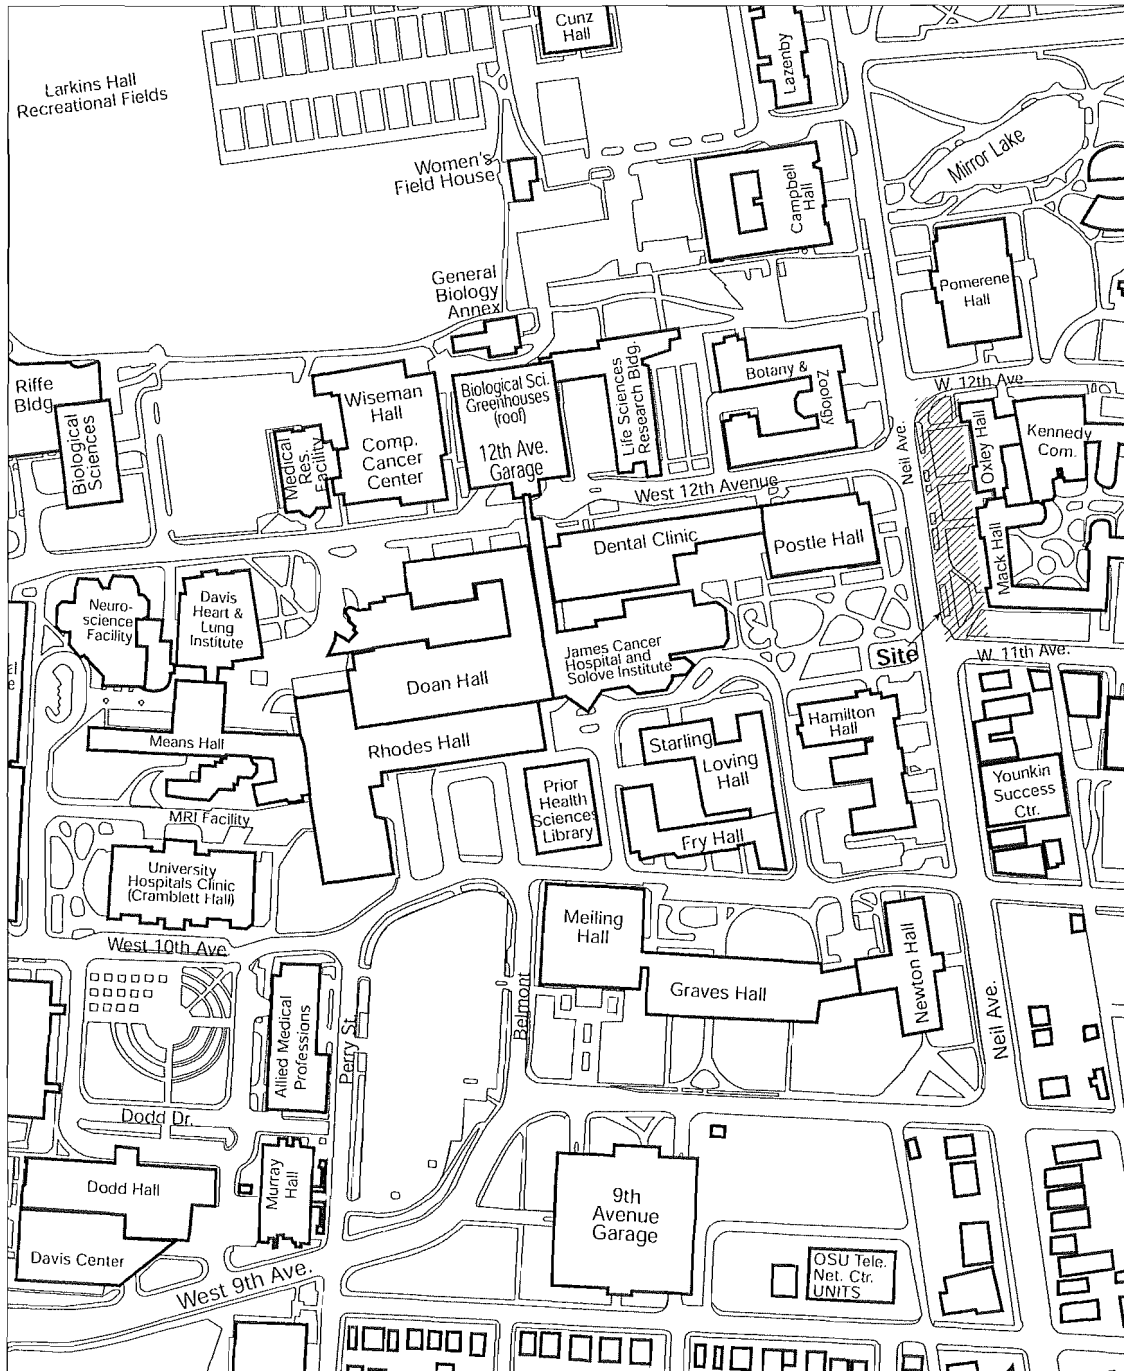 Cunz
Hall
Lazenby
Larkins Hall
Recreational Fields
Mirror Lake
Women's
Field House
Campbell
Hall
General
Biology
Annex
Pomerene
Hall
Riffe
Bldg.
Biological
Sciences
Wiseman
Hall
Comp.
Cancer
Center
Medical
Res.
Facility
Biological Sci.
Greenhouses
(roof)
12th Ave.
Garage
Life Sciences
Research Bldg.
Botany &
Zoology
W. 12th Ave.
Neil Ave.
Oxley Hall
Kennedy
Com.
West 12th Avenue
Dental Clinic
Postle Hall
Mack Hall
Neuro-
science
Facility
Davis
Heart &
Lung
Institute
James Cancer
Hospital and
Solove Institute
Site
W. 11th Ave.
Doan Hall
Means Hall
Rhodes Hall
Starling
Loving
Hall
Hamilton
Hall
Younkin
Success
Ctr.
Prior
Health
Sciences
Library
MRI Facility
Fry Hall
University
Hospitals Clinic
(Cramblett Hall)
Meiling
Hall
West 10th Ave
Graves Hall
Newton Hall
Neil Ave.
Belmont
Allied Medical
Professions
Perry St.
Dodd Dr.
Dodd Hall
Murray
Hall
9th
Avenue
Garage
Davis Center
West 9th Ave.
OSU Tele.
Net. Ctr.
UNITS